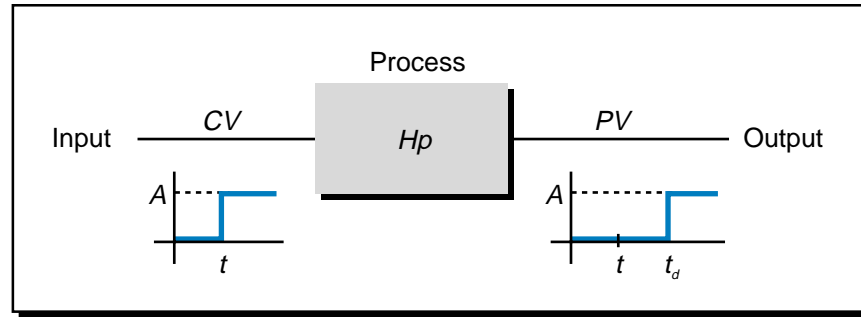 Process
Input CV Hp PV Output
A A
t t t_d